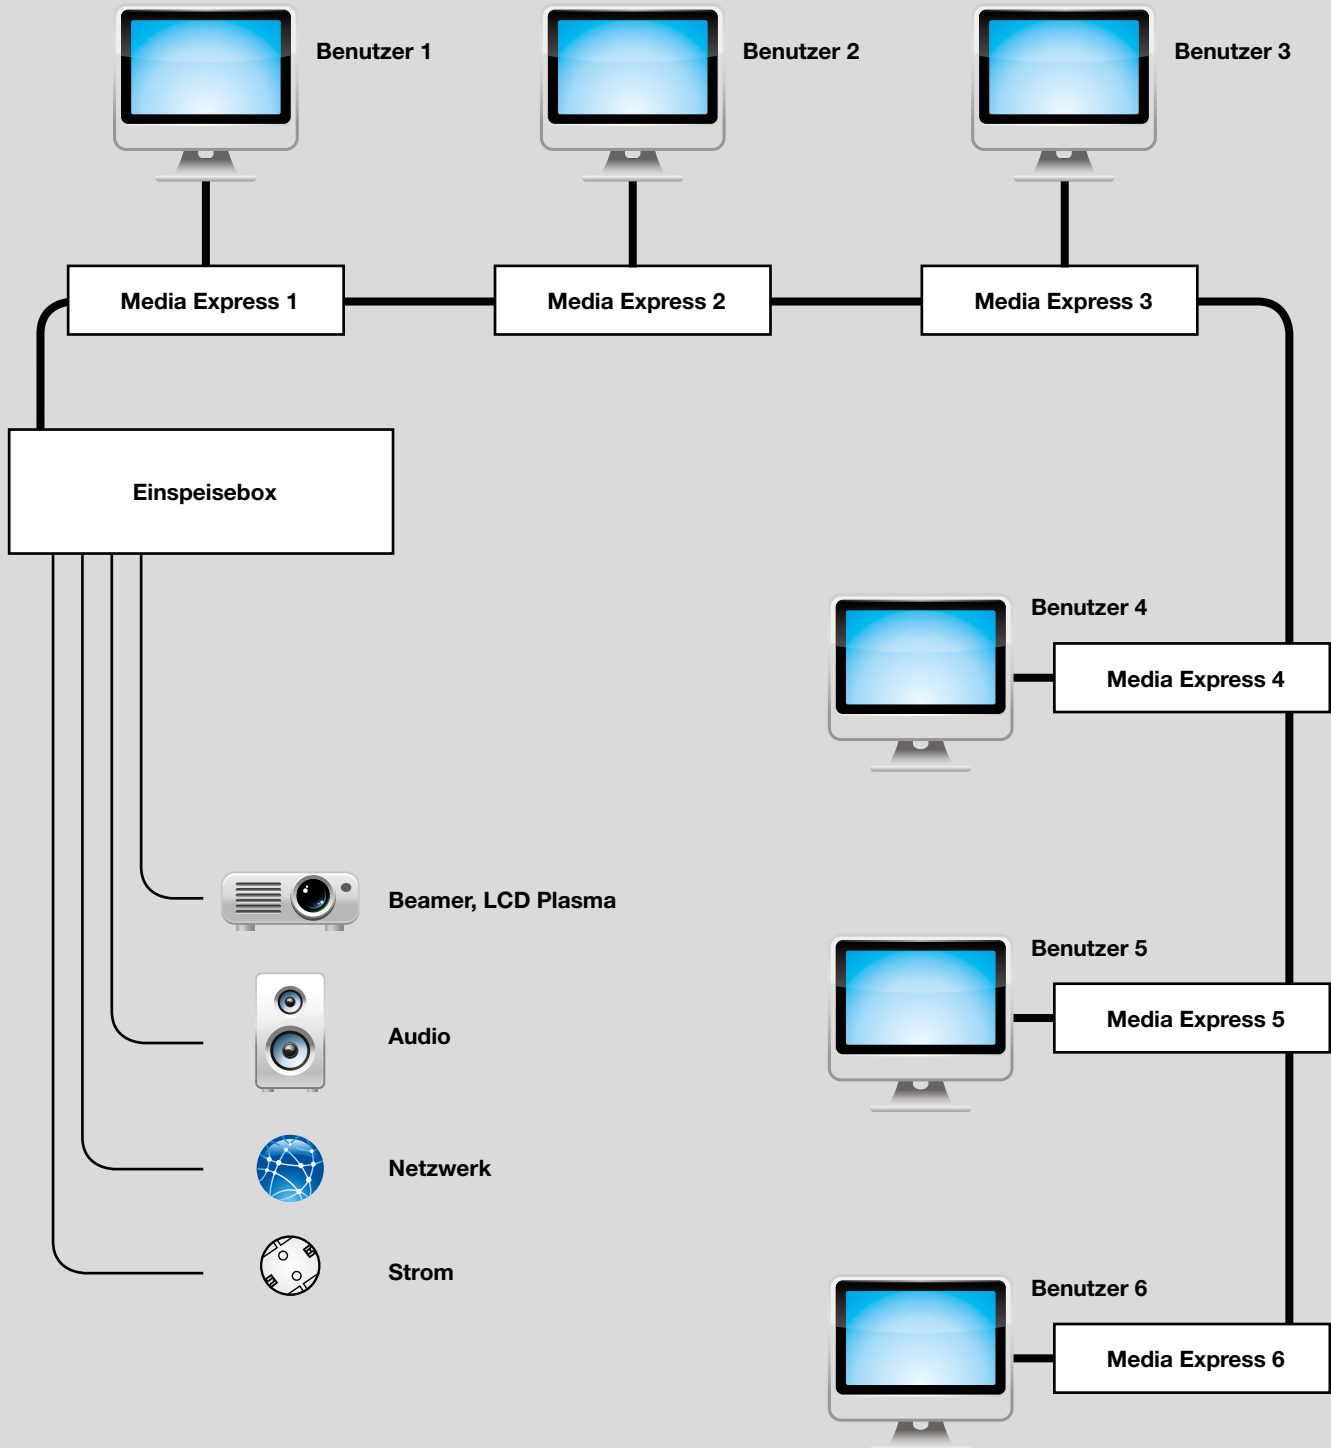 Benutzer 1
Benutzer 2
Benutzer 3
Media Express 1
Media Express 2
Media Express 3
Einspeisebox
Benutzer 4
Media Express 4
Beamer, LCD Plasma
Benutzer 5
Media Express 5
Audio
Netzwerk
Strom
Benutzer 6
Media Express 6